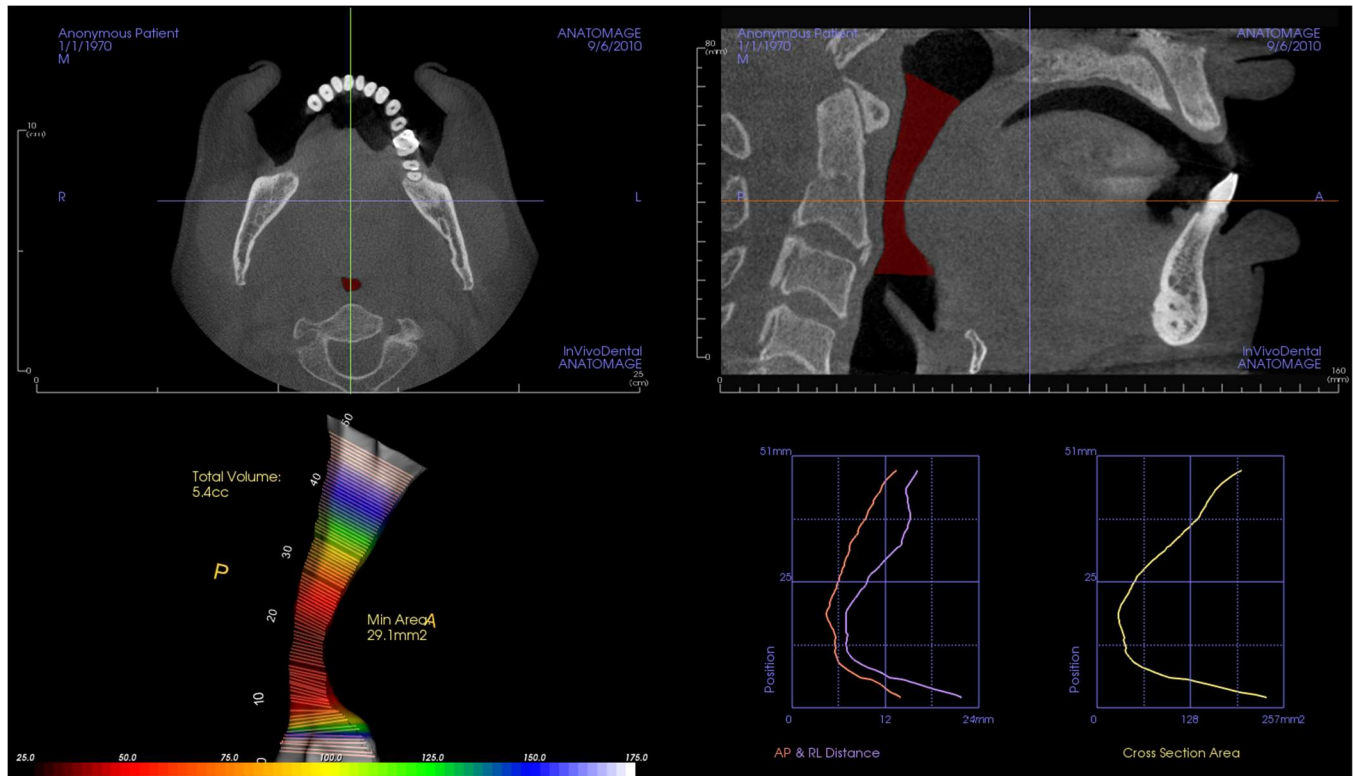 Anonymous Patient
1/1/1970
M
ANATOMAGE
9/6/2010
10
(cm)
R
L
InVivoDental
ANATOMAGE
0
0
25
(cm)
Anonymous Patient
1/1/1970
M
ANATOMAGE
9/6/2010
80
(mm)
P
A
InVivoDental
ANATOMAGE
0
0
160
(mm)
50
Total Volume:
5.4cc
40
P
30
20
Min Area
A
29.1mm2
10
0
25.0 50.0 75.0 100.0 125.0 150.0 175.0
51mm
25
Position
0 12 24mm
AP & RL Distance
51mm
25
Position
0 128 257mm2
Cross Section Area